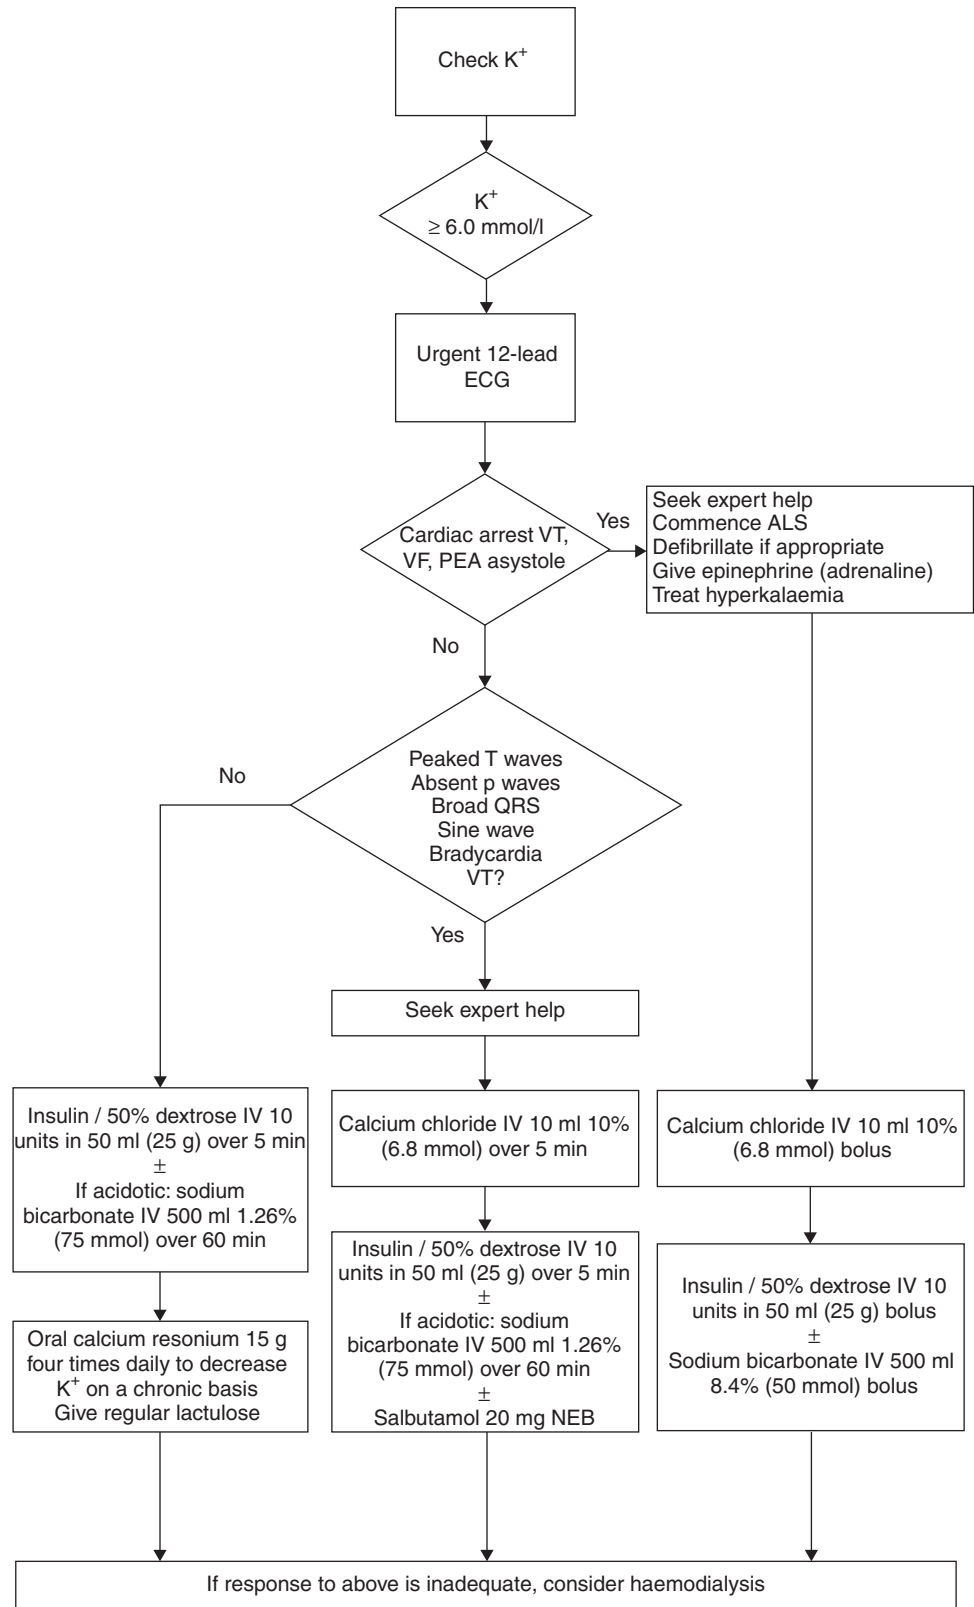 Check K+
K+
≥ 6.0 mmol/l
Urgent 12-lead
ECG
Cardiac arrest VT,
VF, PEA asystole
Yes
Seek expert help
Commence ALS
Defibrillate if appropriate
Give epinephrine (adrenaline)
Treat hyperkalaemia
No
Peaked T waves
Absent p waves
Broad QRS
Sine wave
Bradycardia
VT?
No
Yes
Seek expert help
Insulin / 50% dextrose IV 10
units in 50 ml (25 g) over 5 min
±
If acidotic: sodium
bicarbonate IV 500 ml 1.26%
(75 mmol) over 60 min
Oral calcium resonium 15 g
four times daily to decrease
K+ on a chronic basis
Give regular lactulose
Calcium chloride IV 10 ml 10%
(6.8 mmol) over 5 min
Insulin / 50% dextrose IV 10
units in 50 ml (25 g) over 5 min
±
If acidotic: sodium
bicarbonate IV 500 ml 1.26%
(75 mmol) over 60 min
±
Salbutamol 20 mg NEB
Calcium chloride IV 10 ml 10%
(6.8 mmol) bolus
Insulin / 50% dextrose IV 10
units in 50 ml (25 g) bolus
±
Sodium bicarbonate IV 500 ml
8.4% (50 mmol) bolus
If response to above is inadequate, consider haemodialysis